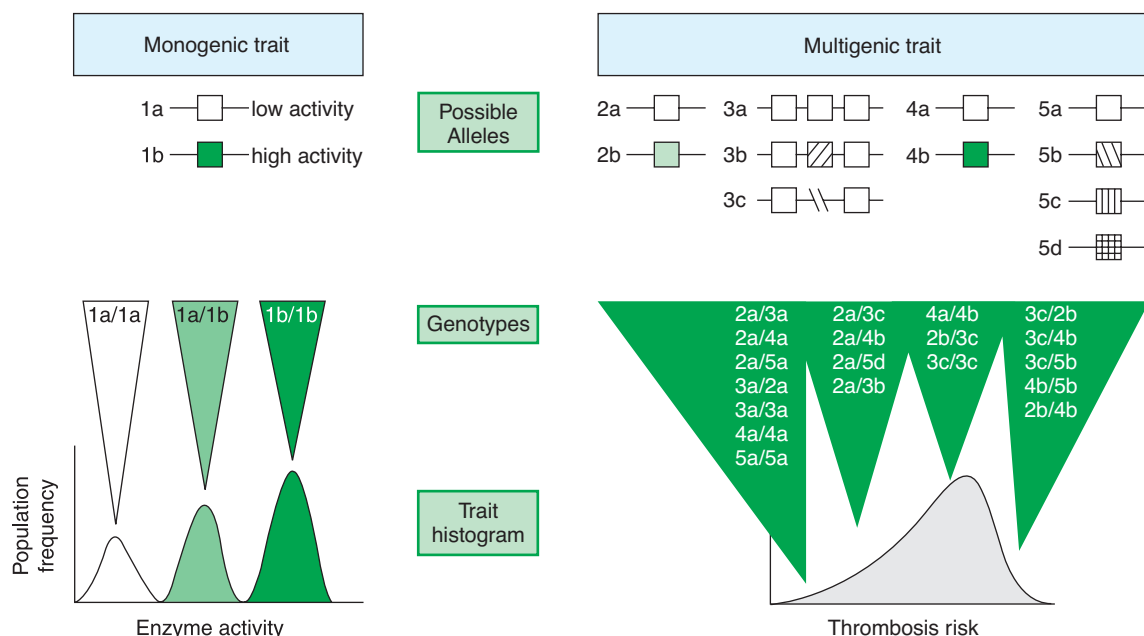 Monogenic trait
1a low activity
1b high activity
Possible
Alleles
Multigenic trait
2a 3a 4a 5a
2b 3b 4b 5b
3c 5c
5d
1a/1a 1a/1b 1b/1b
Genotypes
2a/3a 2a/3c 4a/4b 3c/2b
2a/4a 2a/4b 2b/3c 3c/4b
2a/5a 2a/5d 3c/3c 3c/5b
3a/2a 2a/3b 4b/5b
3a/3a 2b/4b
4a/4a
5a/5a
Population
frequency
Trait
histogram
Enzyme activity
Thrombosis risk